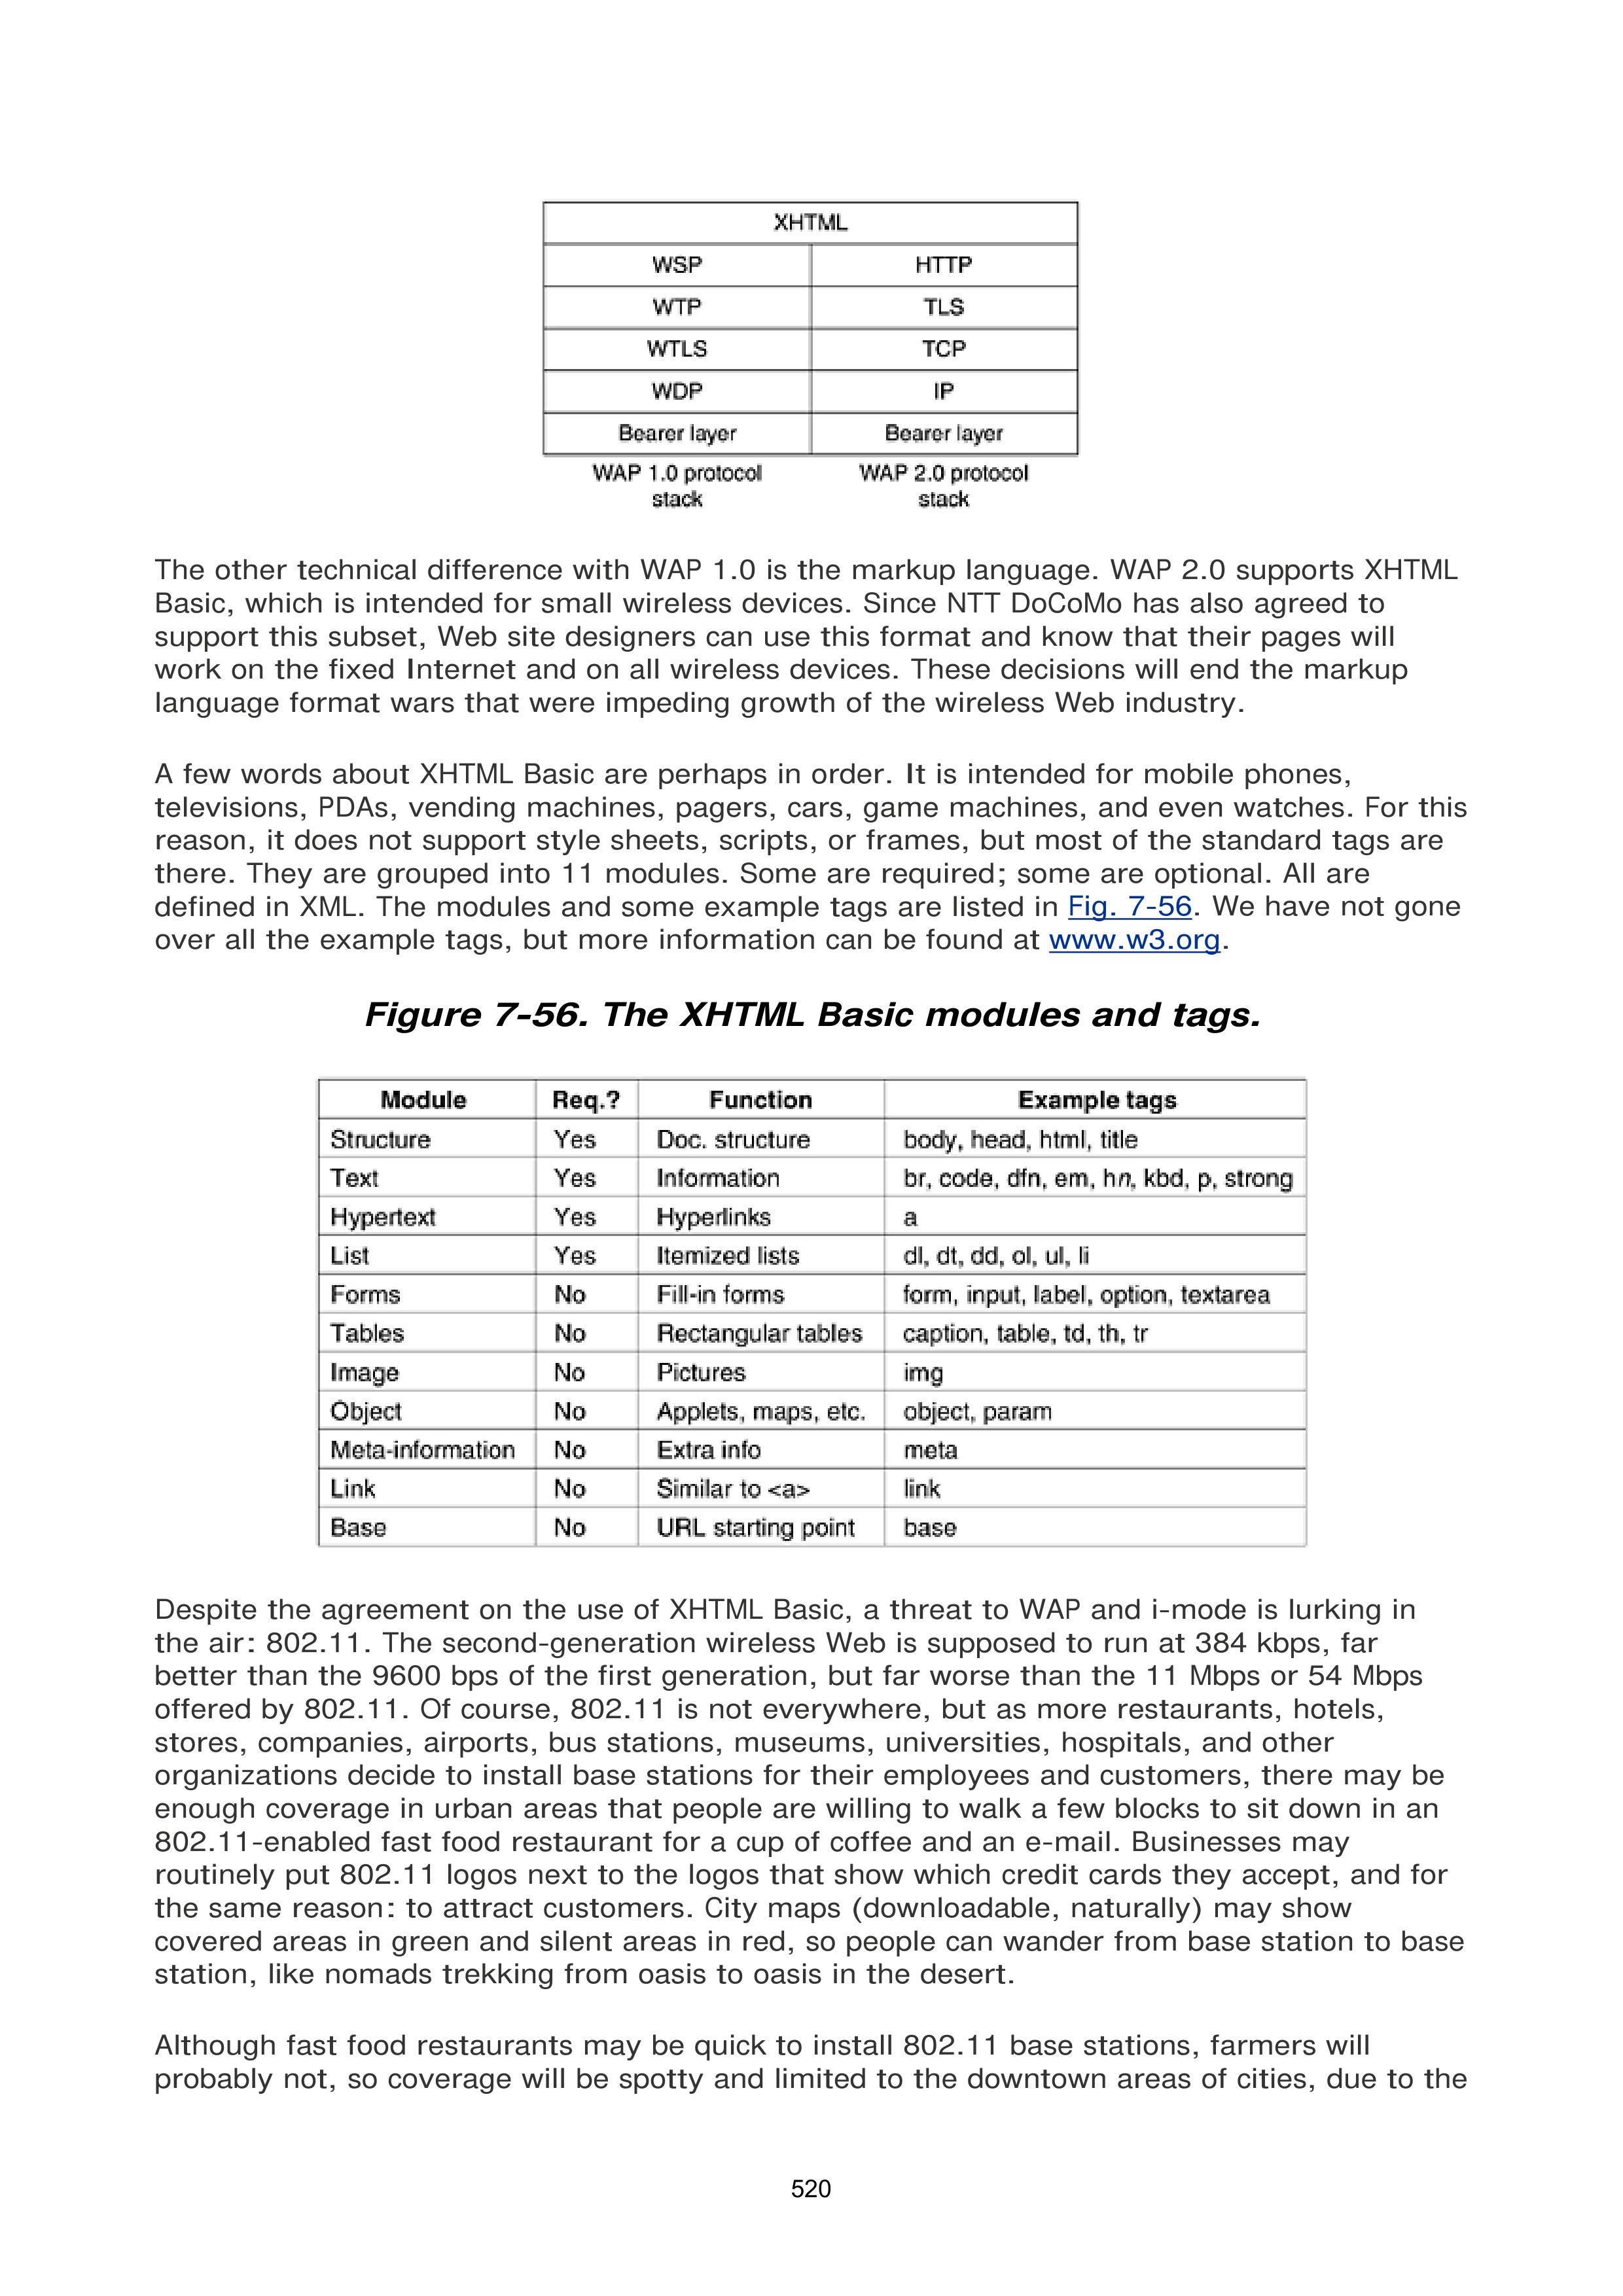 XHTML
WSP HTTP
WTP TLS
WTLS TCP
WDP IP
Bearer layer Bearer layer
WAP 1.0 protocol stack WAP 2.0 protocol stack
The other technical difference with WAP 1.0 is the markup language. WAP 2.0 supports XHTML
Basic, which is intended for small wireless devices. Since NTT DoCoMo has also agreed to
support this subset, Web site designers can use this format and know that their pages will
work on the fixed Internet and on all wireless devices. These decisions will end the markup
language format wars that were impeding growth of the wireless Web industry.
A few words about XHTML Basic are perhaps in order. It is intended for mobile phones,
televisions, PDAs, vending machines, pagers, cars, game machines, and even watches. For this
reason, it does not support style sheets, scripts, or frames, but most of the standard tags are
there. They are grouped into 11 modules. Some are required; some are optional. All are
defined in XML. The modules and some example tags are listed in Fig. 7-56. We have not gone
over all the example tags, but more information can be found at www.w3.org.
Figure 7-56. The XHTML Basic modules and tags.
Module Req.? Function Example tags
Structure Yes Doc. structure body, head, html, title
Text Yes Information br, code, dfn, em, hn, kbd, p, strong
Hypertext Yes Hyperlinks a
List Yes Itemized lists dl, dt, dd, ol, ul, li
Forms No Fill-in forms form, input, label, option, textarea
Tables No Rectangular tables caption, table, td, th, tr
Image No Pictures img
Object No Applets, maps, etc. object, param
Meta-information No Extra info meta
Link No Similar to <a> link
Base No URL starting point base
Despite the agreement on the use of XHTML Basic, a threat to WAP and i-mode is lurking in
the air: 802.11. The second-generation wireless Web is supposed to run at 384 kbps, far
better than the 9600 bps of the first generation, but far worse than the 11 Mbps or 54 Mbps
offered by 802.11. Of course, 802.11 is not everywhere, but as more restaurants, hotels,
stores, companies, airports, bus stations, museums, universities, hospitals, and other
organizations decide to install base stations for their employees and customers, there may be
enough coverage in urban areas that people are willing to walk a few blocks to sit down in an
802.11-enabled fast food restaurant for a cup of coffee and an e-mail. Businesses may
routinely put 802.11 logos next to the logos that show which credit cards they accept, and for
the same reason: to attract customers. City maps (downloadable, naturally) may show
covered areas in green and silent areas in red, so people can wander from base station to base
station, like nomads trekking from oasis to oasis in the desert.
Although fast food restaurants may be quick to install 802.11 base stations, farmers will
probably not, so coverage will be spotty and limited to the downtown areas of cities, due to the
520